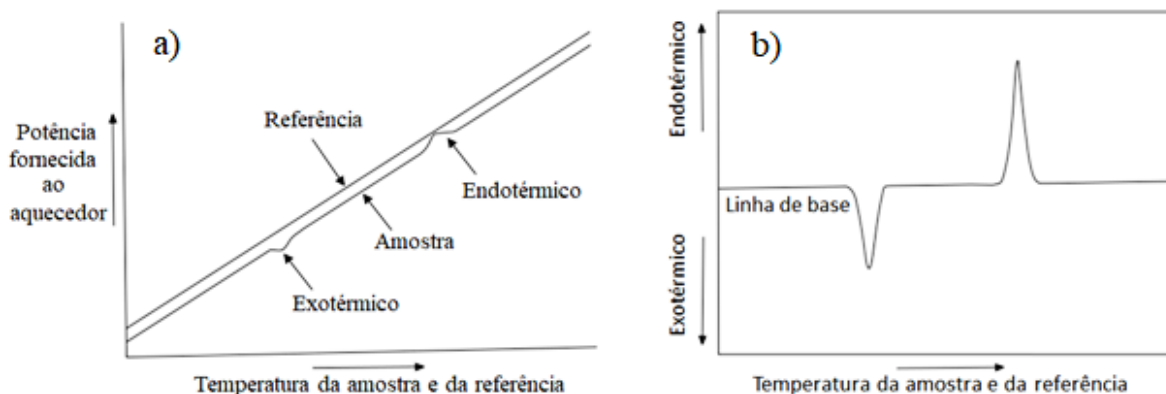 a)
Potência
fornecida
ao
aquecedor
Referência
Endotérmico
Amostra
Exotérmico
Temperatura da amostra e da referência
b)
Endotérmico
Linha de base
Exotérmico
Temperatura da amostra e da referência